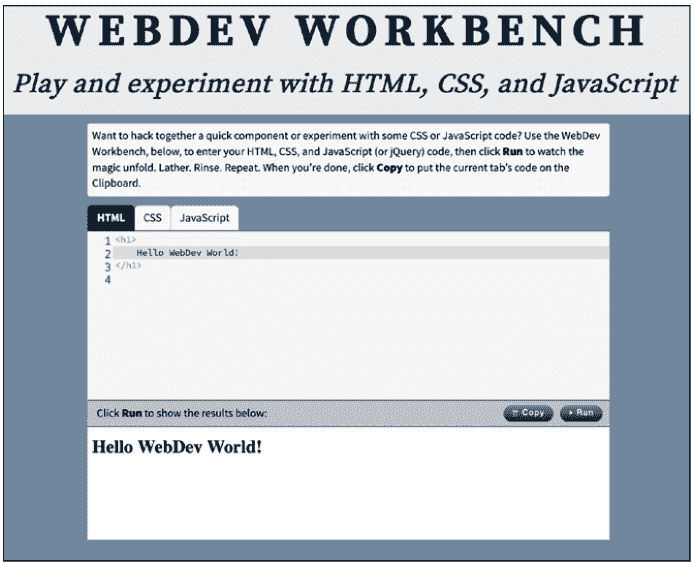 WEBDEV WORKBENCH
Play and experiment with HTML, CSS, and JavaScript
Want to hack together a quick component or experiment with some CSS or JavaScript code? Use the WebDev
Workbench, below, to enter your HTML, CSS, and JavaScript (or jQuery) code, then click Run to watch the
magic unfold. Lather. Rinse. Repeat. When you're done, click Copy to put the current tab's code on the
Clipboard.
HTML CSS JavaScript
1 <h1>
2 Hello WebDev World!
3 </h1>
4
Click Run to show the results below: Copy Run
Hello WebDev World!